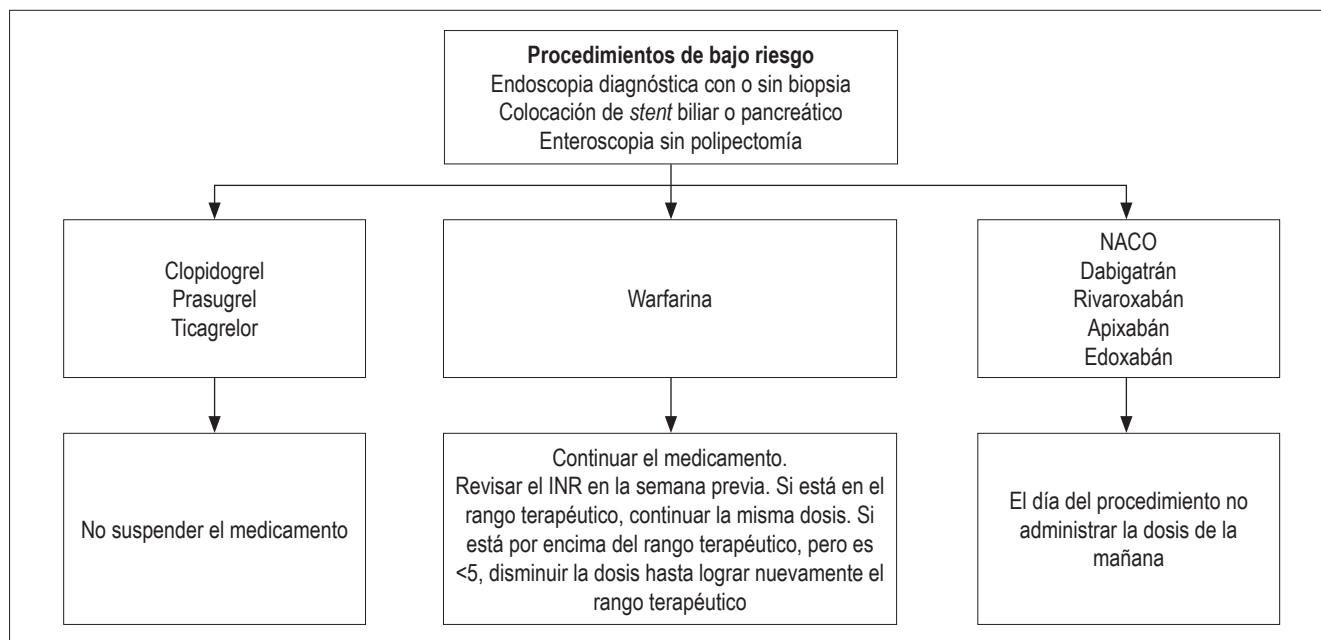 Procedimientos de bajo riesgo
Endoscopia diagnóstica con o sin biopsia
Colocación de stent biliar o pancreático
Enteroscopia sin polipectomía
Clopidogrel
Prasugrel
Ticagrelor
Warfarina
NACO
Dabigatrán
Rivaroxabán
Apixabán
Edoxabán
No suspender el medicamento
Continuar el medicamento.
Revisar el INR en la semana previa. Si está en el
rango terapéutico, continuar la misma dosis. Si
está por encima del rango terapéutico, pero es
<5, disminuir la dosis hasta lograr nuevamente el
rango terapéutico
El día del procedimiento no
administrar la dosis de la
mañana